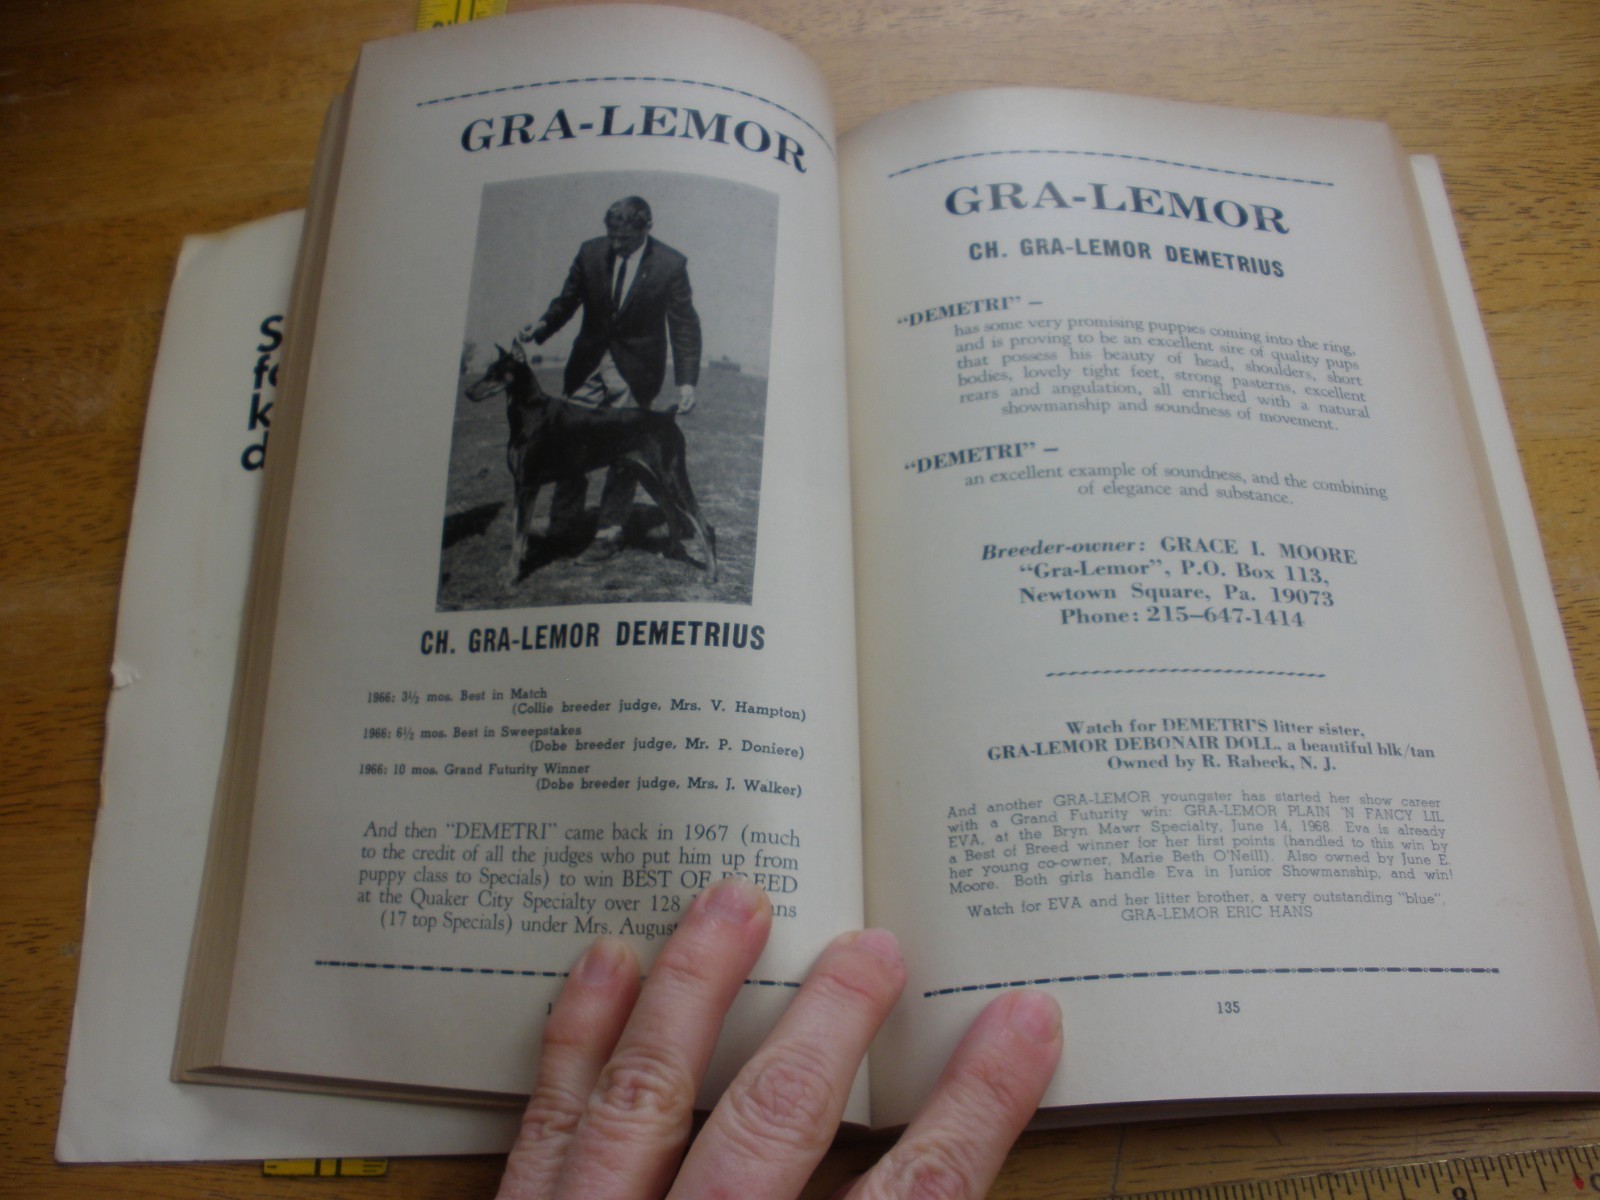 GRA-LEMOR
CH. GRA-LEMOR DEMETRIUS
1966: 3½ mos. Best in Match
(Collie breeder judge, Mrs. V. Hampton)
1966: 6½ mos. Best in Sweepstakes
(Dobe breeder judge, Mr. P. Doniere)
1966: 10 mos. Grand Futurity Winner
(Dobe breeder judge, Mrs. J. Walker)
And then "DEMETRI" came back in 1967 (much
to the credit of all the judges who put him up from
puppy class to Specials) to win BEST OF BREED
at the Quaker City Specialty over 128
(17 top Specials) under Mrs. August
GRA-LEMOR
CH. GRA-LEMOR DEMETRIUS
"DEMETRI" –
has some very promising puppies coming into the ring,
and is proving to be an excellent sire of quality pups
that possess his beauty of head, shoulders, short
bodies, lovely tight feet, strong pasterns, excellent
rears and angulation, all enriched with a natural
showmanship and soundness of movement.
"DEMETRI" –
an excellent example of soundness, and the combining
of elegance and substance.
Breeder-owner: GRACE I. MOORE
"Gra-Lemor", P.O. Box 113,
Newtown Square, Pa. 19073
Phone: 215–647-1414
Watch for DEMETRI'S litter sister,
GRA-LEMOR DEBONAIR DOLL, a beautiful blk/tan
Owned by R. Rabeck, N. J.
And another GRA-LEMOR youngster has started her show career
with a Grand Futurity win: GRA-LEMOR PLAIN 'N FANCY LIL
EVA, at the Bryn Mawr Specialty, June 14, 1968. Eva is already
a Best of Breed winner for her first points (handled to this win by
her young co-owner, Marie Beth O'Neill). Also owned by June E.
Moore. Both girls handle Eva in Junior Showmanship, and win!
Watch for EVA and her litter brother, a very outstanding "blue",
GRA-LEMOR ERIC HANS
135